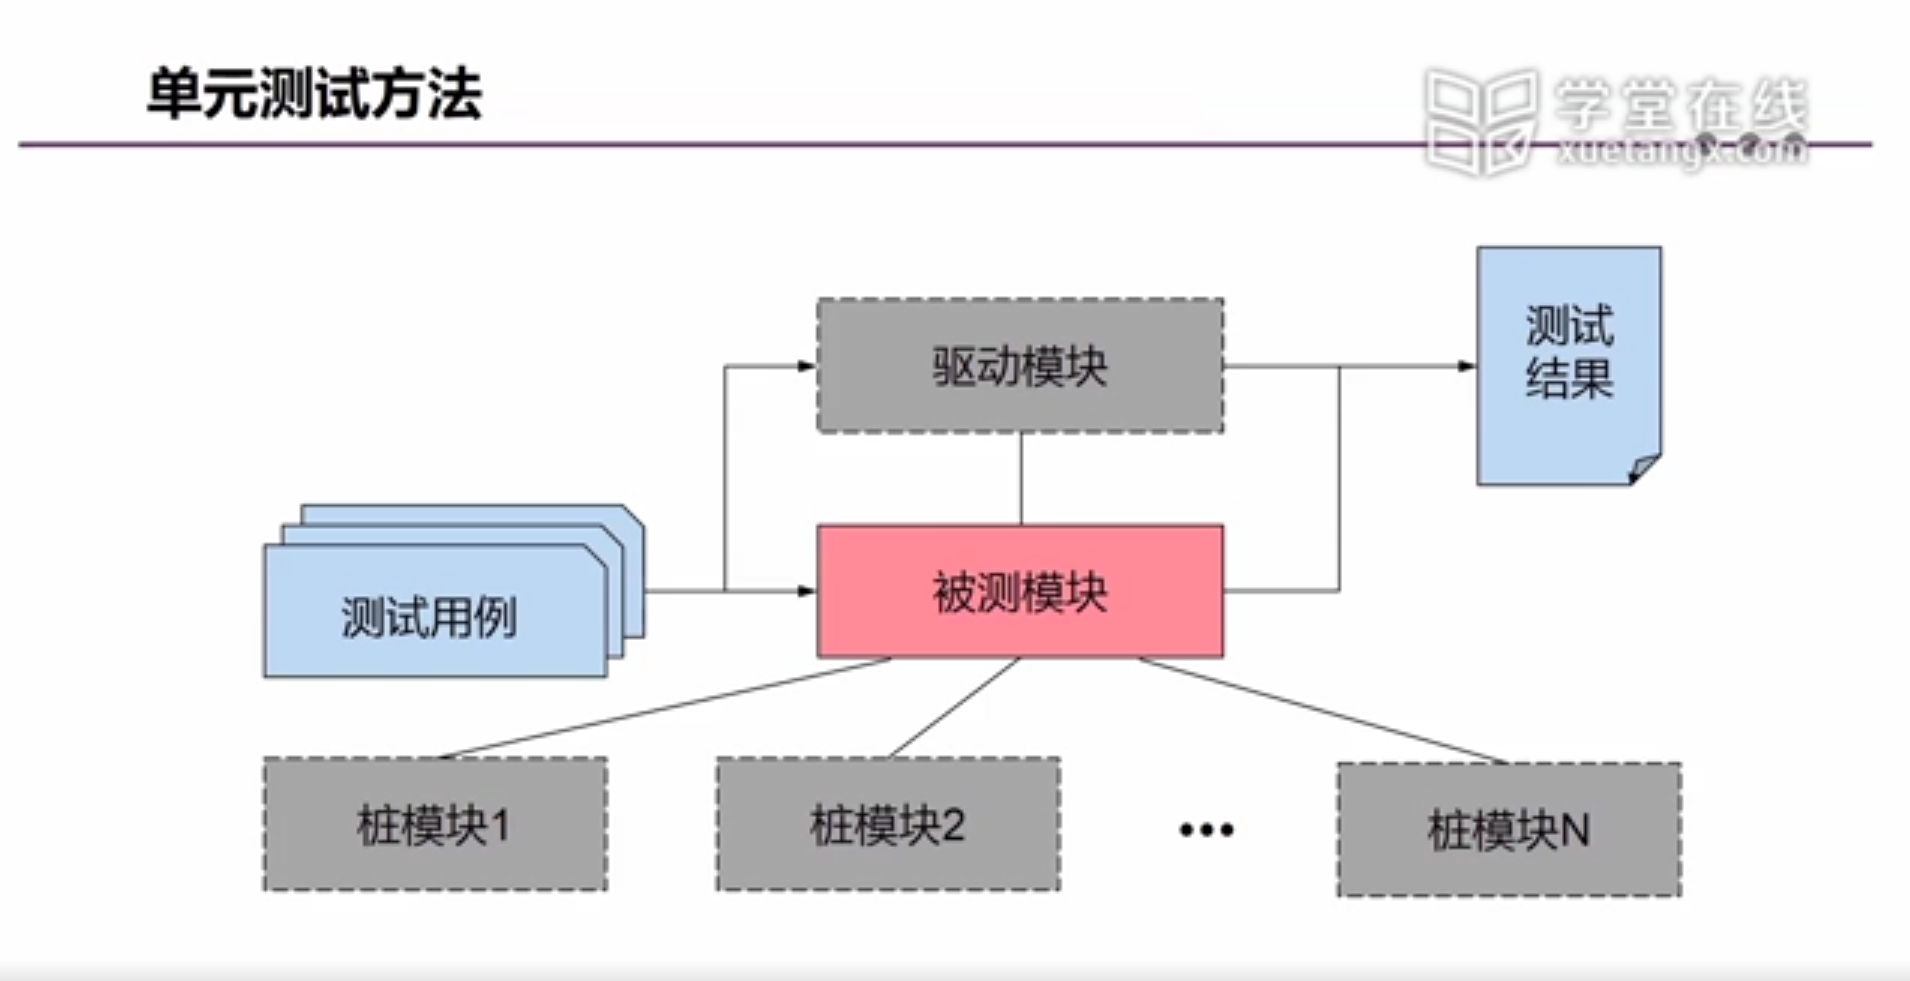 单元测试方法
学堂在线
xuetangx.com
测试
结果
驱动模块
被测模块
测试用例
桩模块1
桩模块2
•••
桩模块N